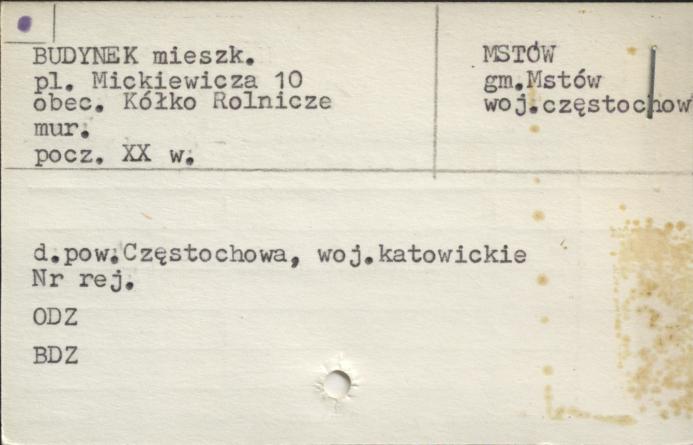 BUDYNEK mieszk.
pl. Mickiewicza 10
obec. Kółko Rolnicze
mur.
pocz. XX w.
MSTÓW
gm.Mstów
woj.częstochow
d.pow.Częstochowa, woj.katowickie
Nr rej.
ODZ
BDZ